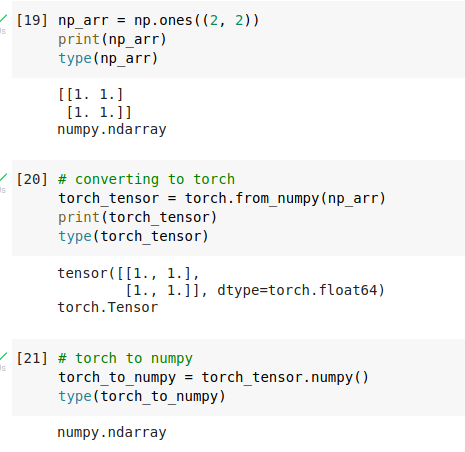 [19] np_arr = np.ones((2, 2))
print(np_arr)
type(np_arr)
[[1. 1.]
 [1. 1.]]
numpy.ndarray
[20] # converting to torch
torch_tensor = torch.from_numpy(np_arr)
print(torch_tensor)
type(torch_tensor)
tensor([[1., 1.],
        [1., 1.]], dtype=torch.float64)
torch.Tensor
[21] # torch to numpy
torch_to_numpy = torch_tensor.numpy()
type(torch_to_numpy)
numpy.ndarray